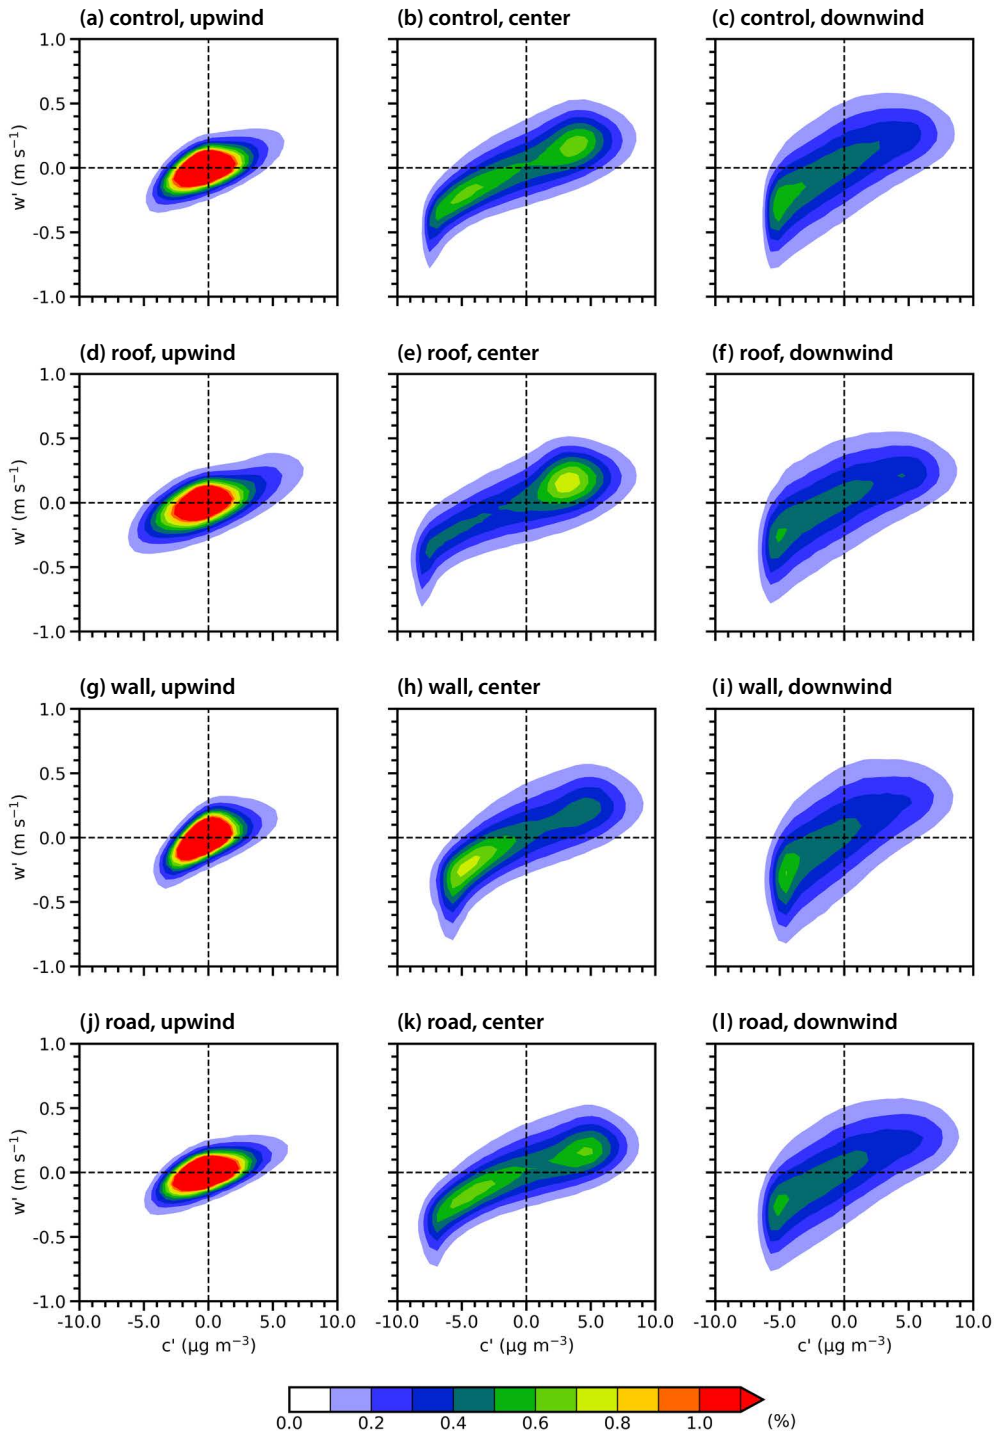 (a) control, upwind (b) control, center (c) control, downwind
1.0
0.5
0.0
-0.5
-1.0
w' (m s⁻¹)
(d) roof, upwind (e) roof, center (f) roof, downwind
1.0
0.5
0.0
-0.5
-1.0
w' (m s⁻¹)
(g) wall, upwind (h) wall, center (i) wall, downwind
1.0
0.5
0.0
-0.5
-1.0
w' (m s⁻¹)
(j) road, upwind (k) road, center (l) road, downwind
1.0
0.5
0.0
-0.5
-1.0
w' (m s⁻¹)
-10.0 -5.0 0.0 5.0 10.0 -10.0 -5.0 0.0 5.0 10.0 -10.0 -5.0 0.0 5.0 10.0
c' (μg m⁻³) c' (μg m⁻³) c' (μg m⁻³)
0.0 0.2 0.4 0.6 0.8 1.0 (%)